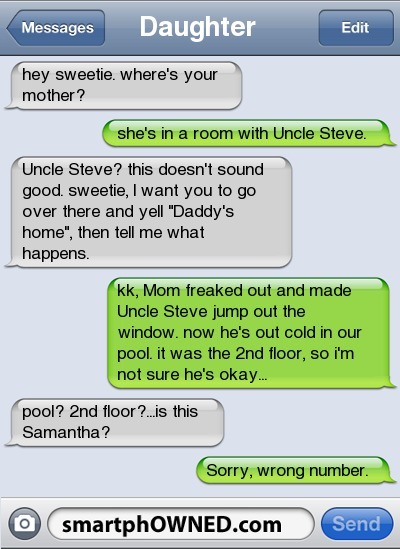 Messages
Daughter
Edit
hey sweetie. where's your
mother?
she's in a room with Uncle Steve.
Uncle Steve? this doesn't sound
good. sweetie, I want you to go
over there and yell "Daddy's
home", then tell me what
happens.
kk, Mom freaked out and made
Uncle Steve jump out the
window. now he's out cold in our
pool. it was the 2nd floor, so i'm
not sure he's okay...
pool? 2nd floor?...is this
Samantha?
Sorry, wrong number.
smartphOWNED.com
Send